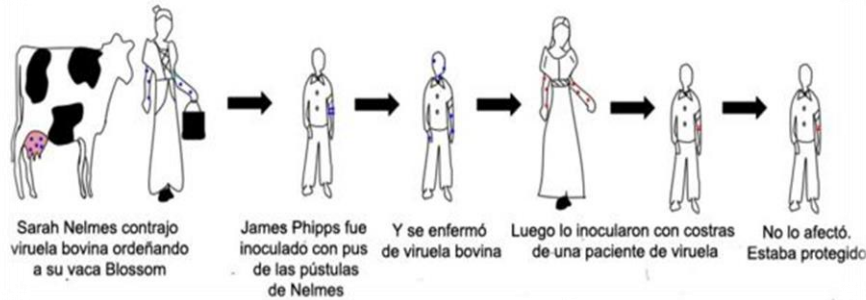 Sarah Nelmes contrajo
viruela bovina ordeñando
a su vaca Blossom
James Phipps fue
inoculado con pus
de las pústulas
de Nelmes
Y se enfermó
de viruela bovina
Luego lo inocularon con costras
de una paciente de viruela
No lo afectó.
Estaba protegido